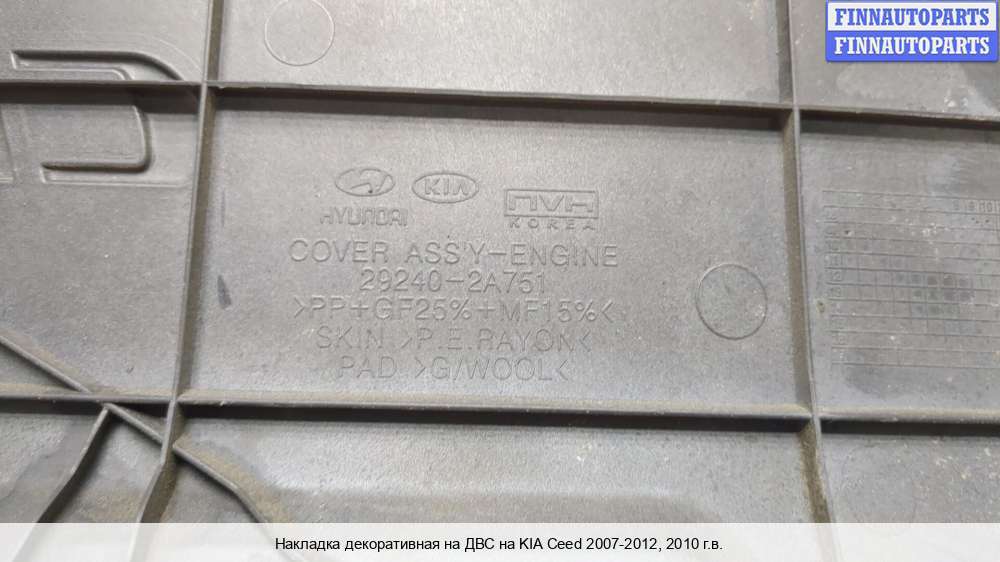 FINNAUTOPARTS
FINNAUTOPARTS
HYUNDAI
KIA
NVH
KOREA
COVER ASS'Y-ENGINE
29240-2A751
>PP+GF25%+MF15%<
SKIN >P.E.RAYON<
PAD >G/WOOL<
Накладка декоративная на ДВС на KIA Ceed 2007-2012, 2010 г.в.